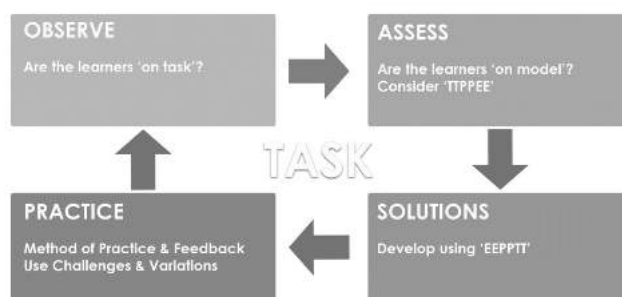 OBSERVE
Are the learners ‘on task’?
ASSESS
Are the learners ‘on model’?
Consider ‘TTPPEE’
TASK
PRACTICE
Method of Practice & Feedback
Use Challenges & Variations
SOLUTIONS
Develop using ‘EEPPTT’